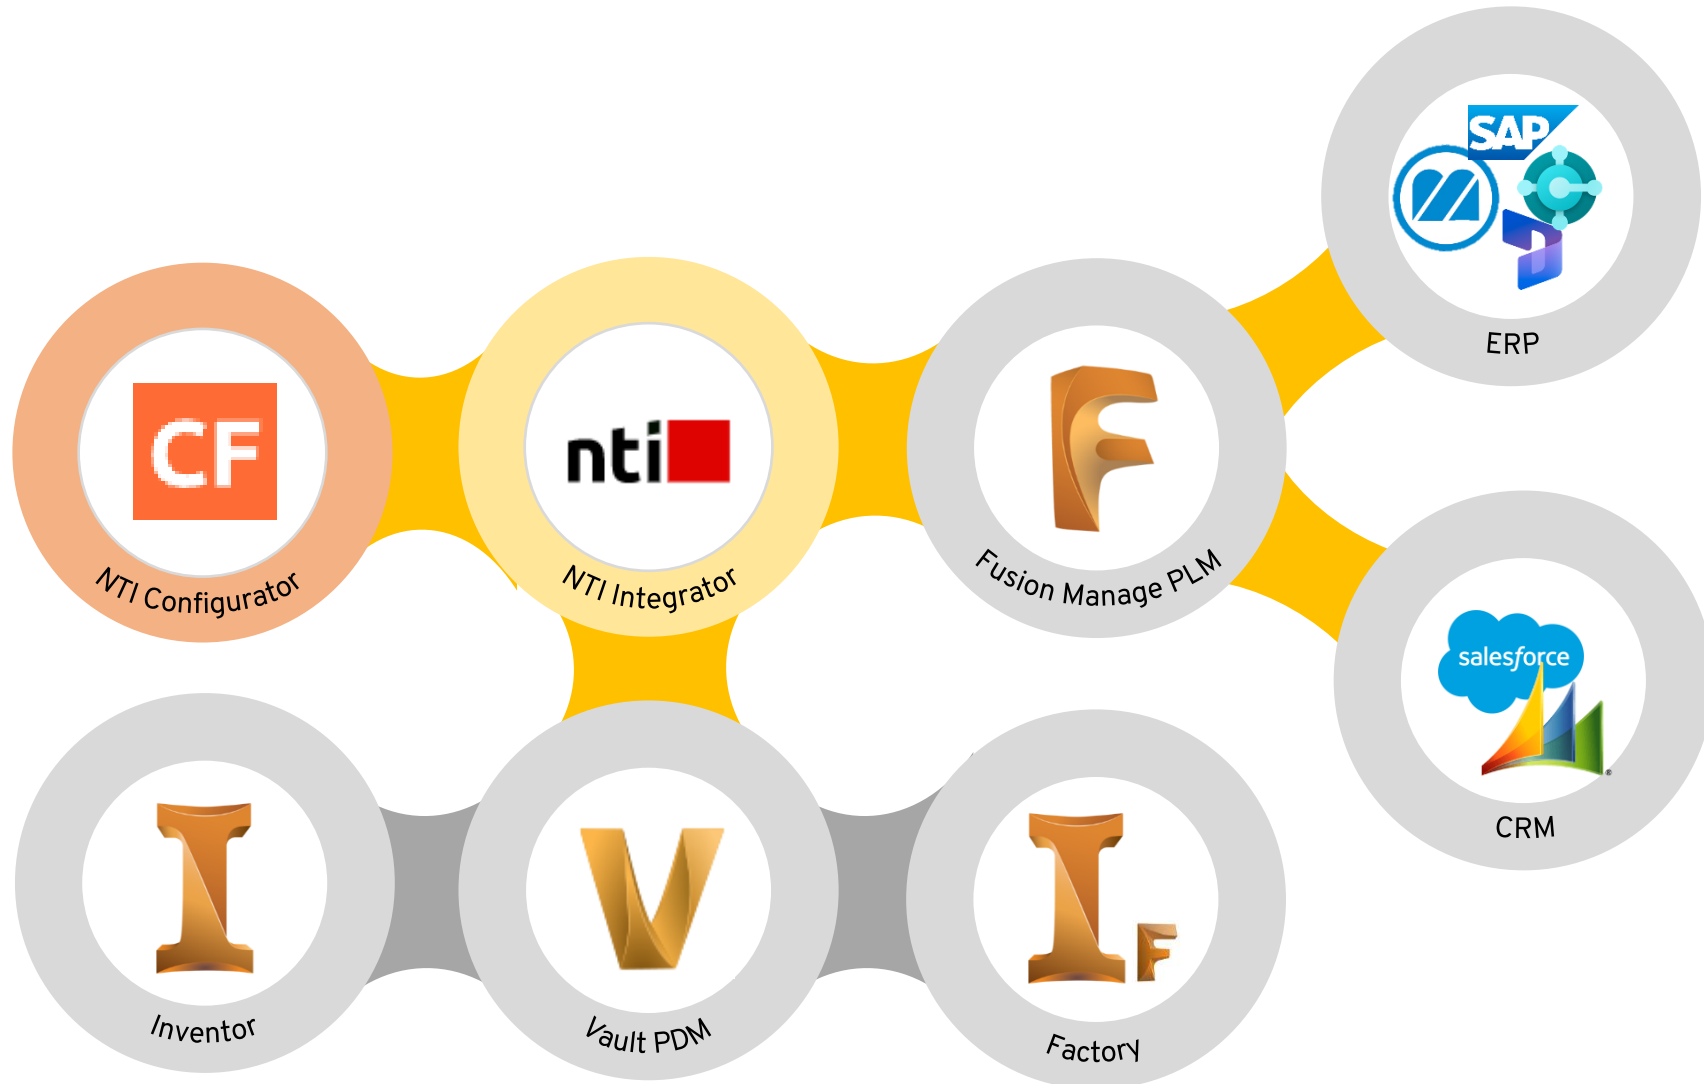 SAP
ERP
CF
NTI Configurator
nti
NTI Integrator
Fusion Manage PLM
salesforce
®
CRM
Inventor
Vault PDM
F
Factory